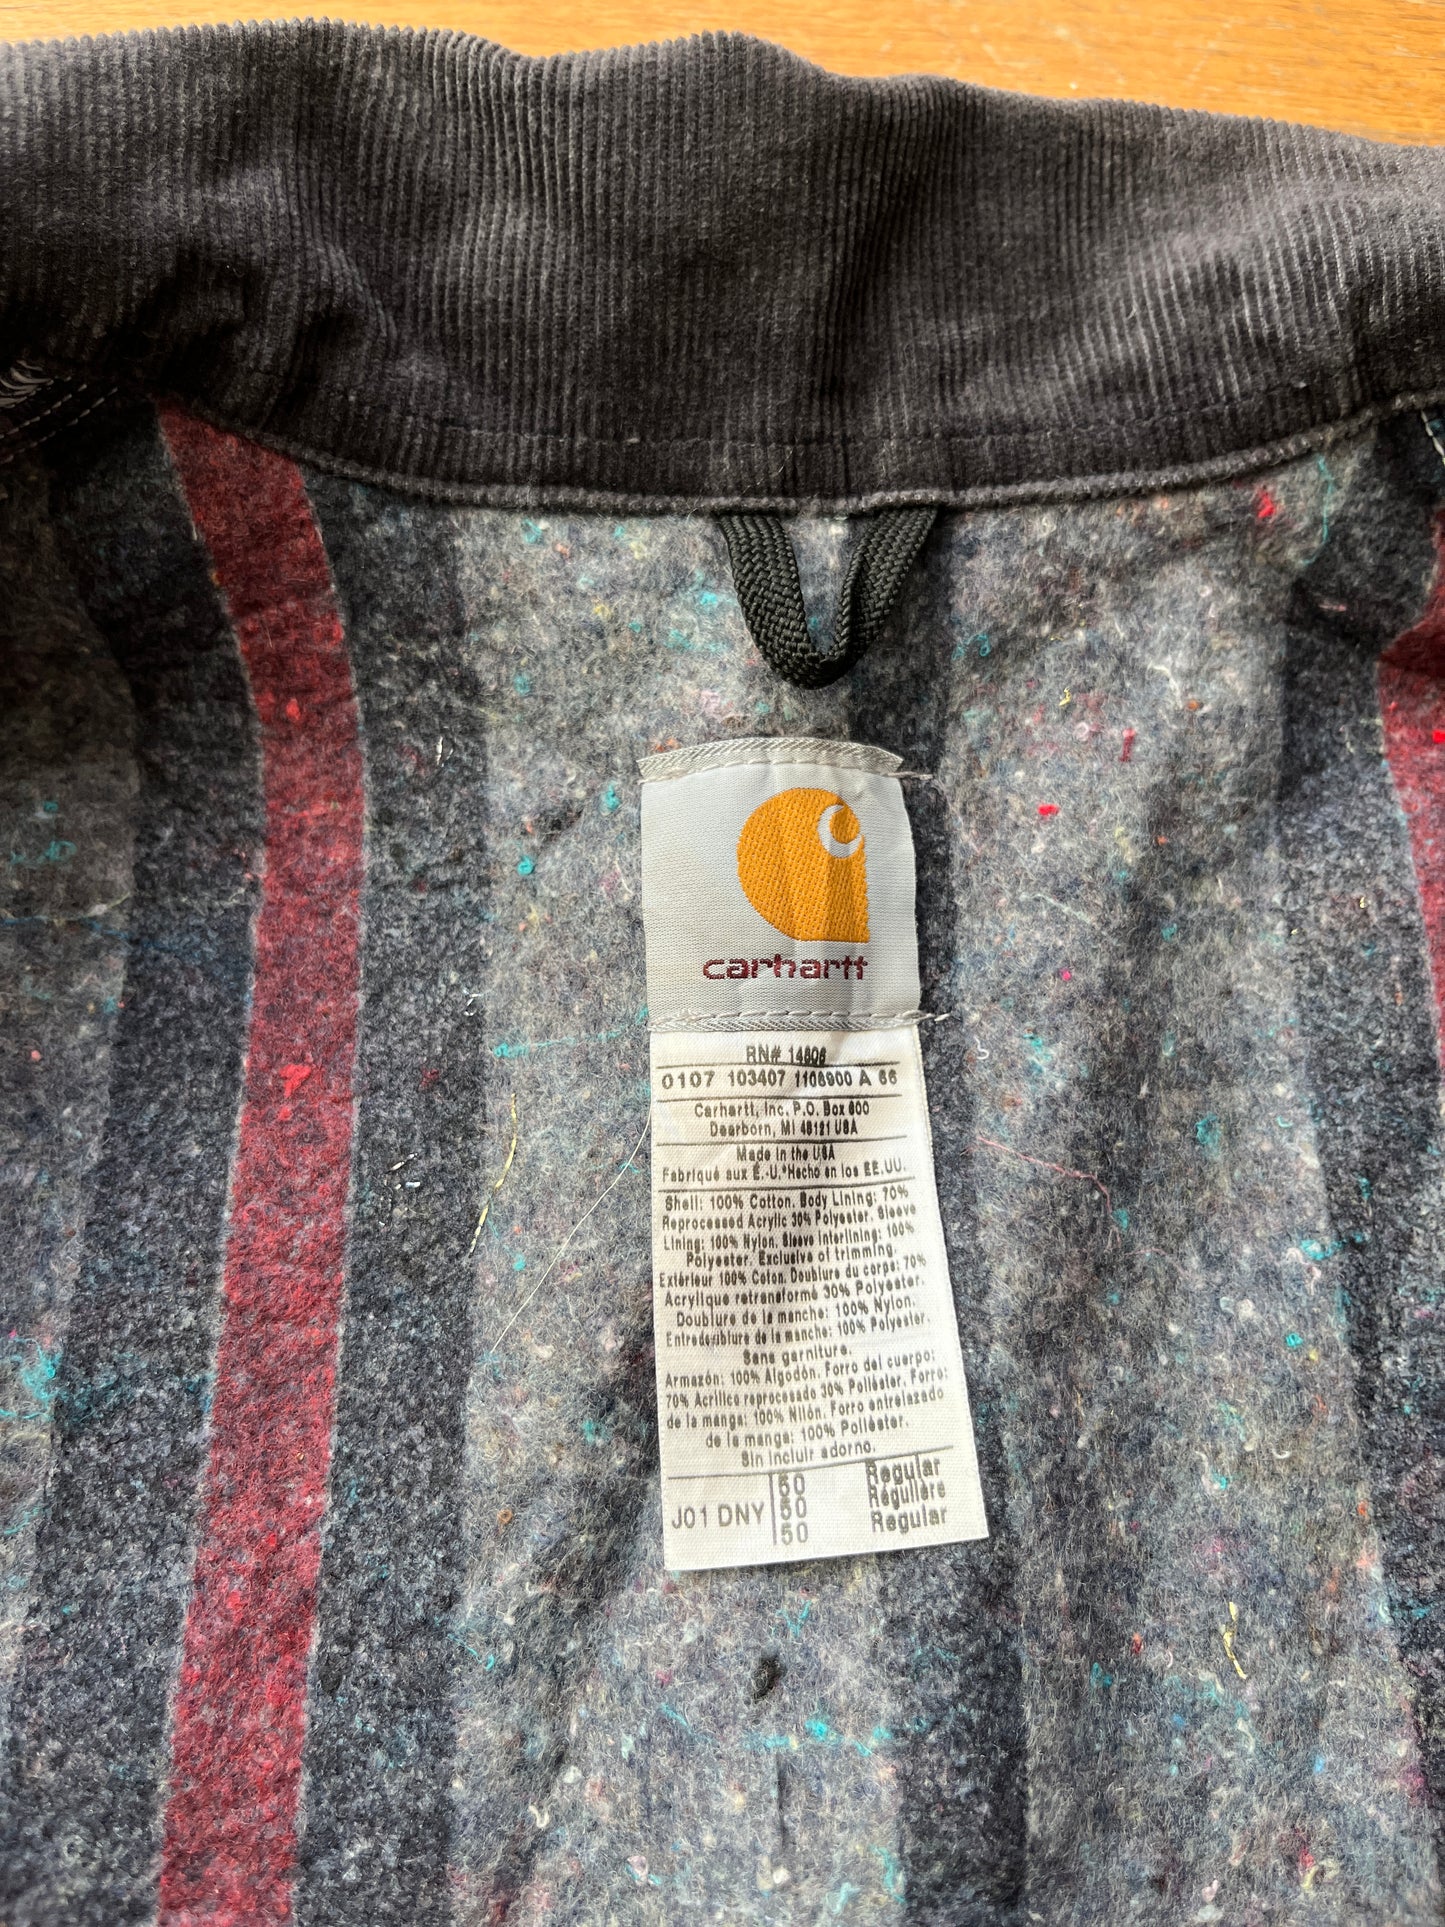 carhartt
RN# 14806
0107 103407 1106900 A 66
Carhartt, Inc. P.O. Box 600
Dearborn, MI 48121 USA
Made in the USA
Fabriqué aux É.-U.*Hecho en los EE.UU.
Shell: 100% Cotton. Body Lining: 70%
Reprocessed Acrylic 30% Polyester. Sleeve
Lining: 100% Nylon. Sleeve Interlining: 100%
Polyester. Exclusive of trimming.
Extérieur 100% Coton. Doublure du corps: 70%
Acrylique retransformé 30% Polyester.
Doublure de la manche: 100% Nylon.
Entredoublure de la manche: 100% Polyester.
Sans garniture.
Armazón: 100% Algodón. Forro del cuerpo:
70% Acrílico reprocesado 30% Poliéster. Forro
de la manga: 100% Nilón. Forro entrelazado
de la manga: 100% Poliéster.
Sin incluir adorno.
J01 DNY
50 Regular
50 Régulière
50 Regular